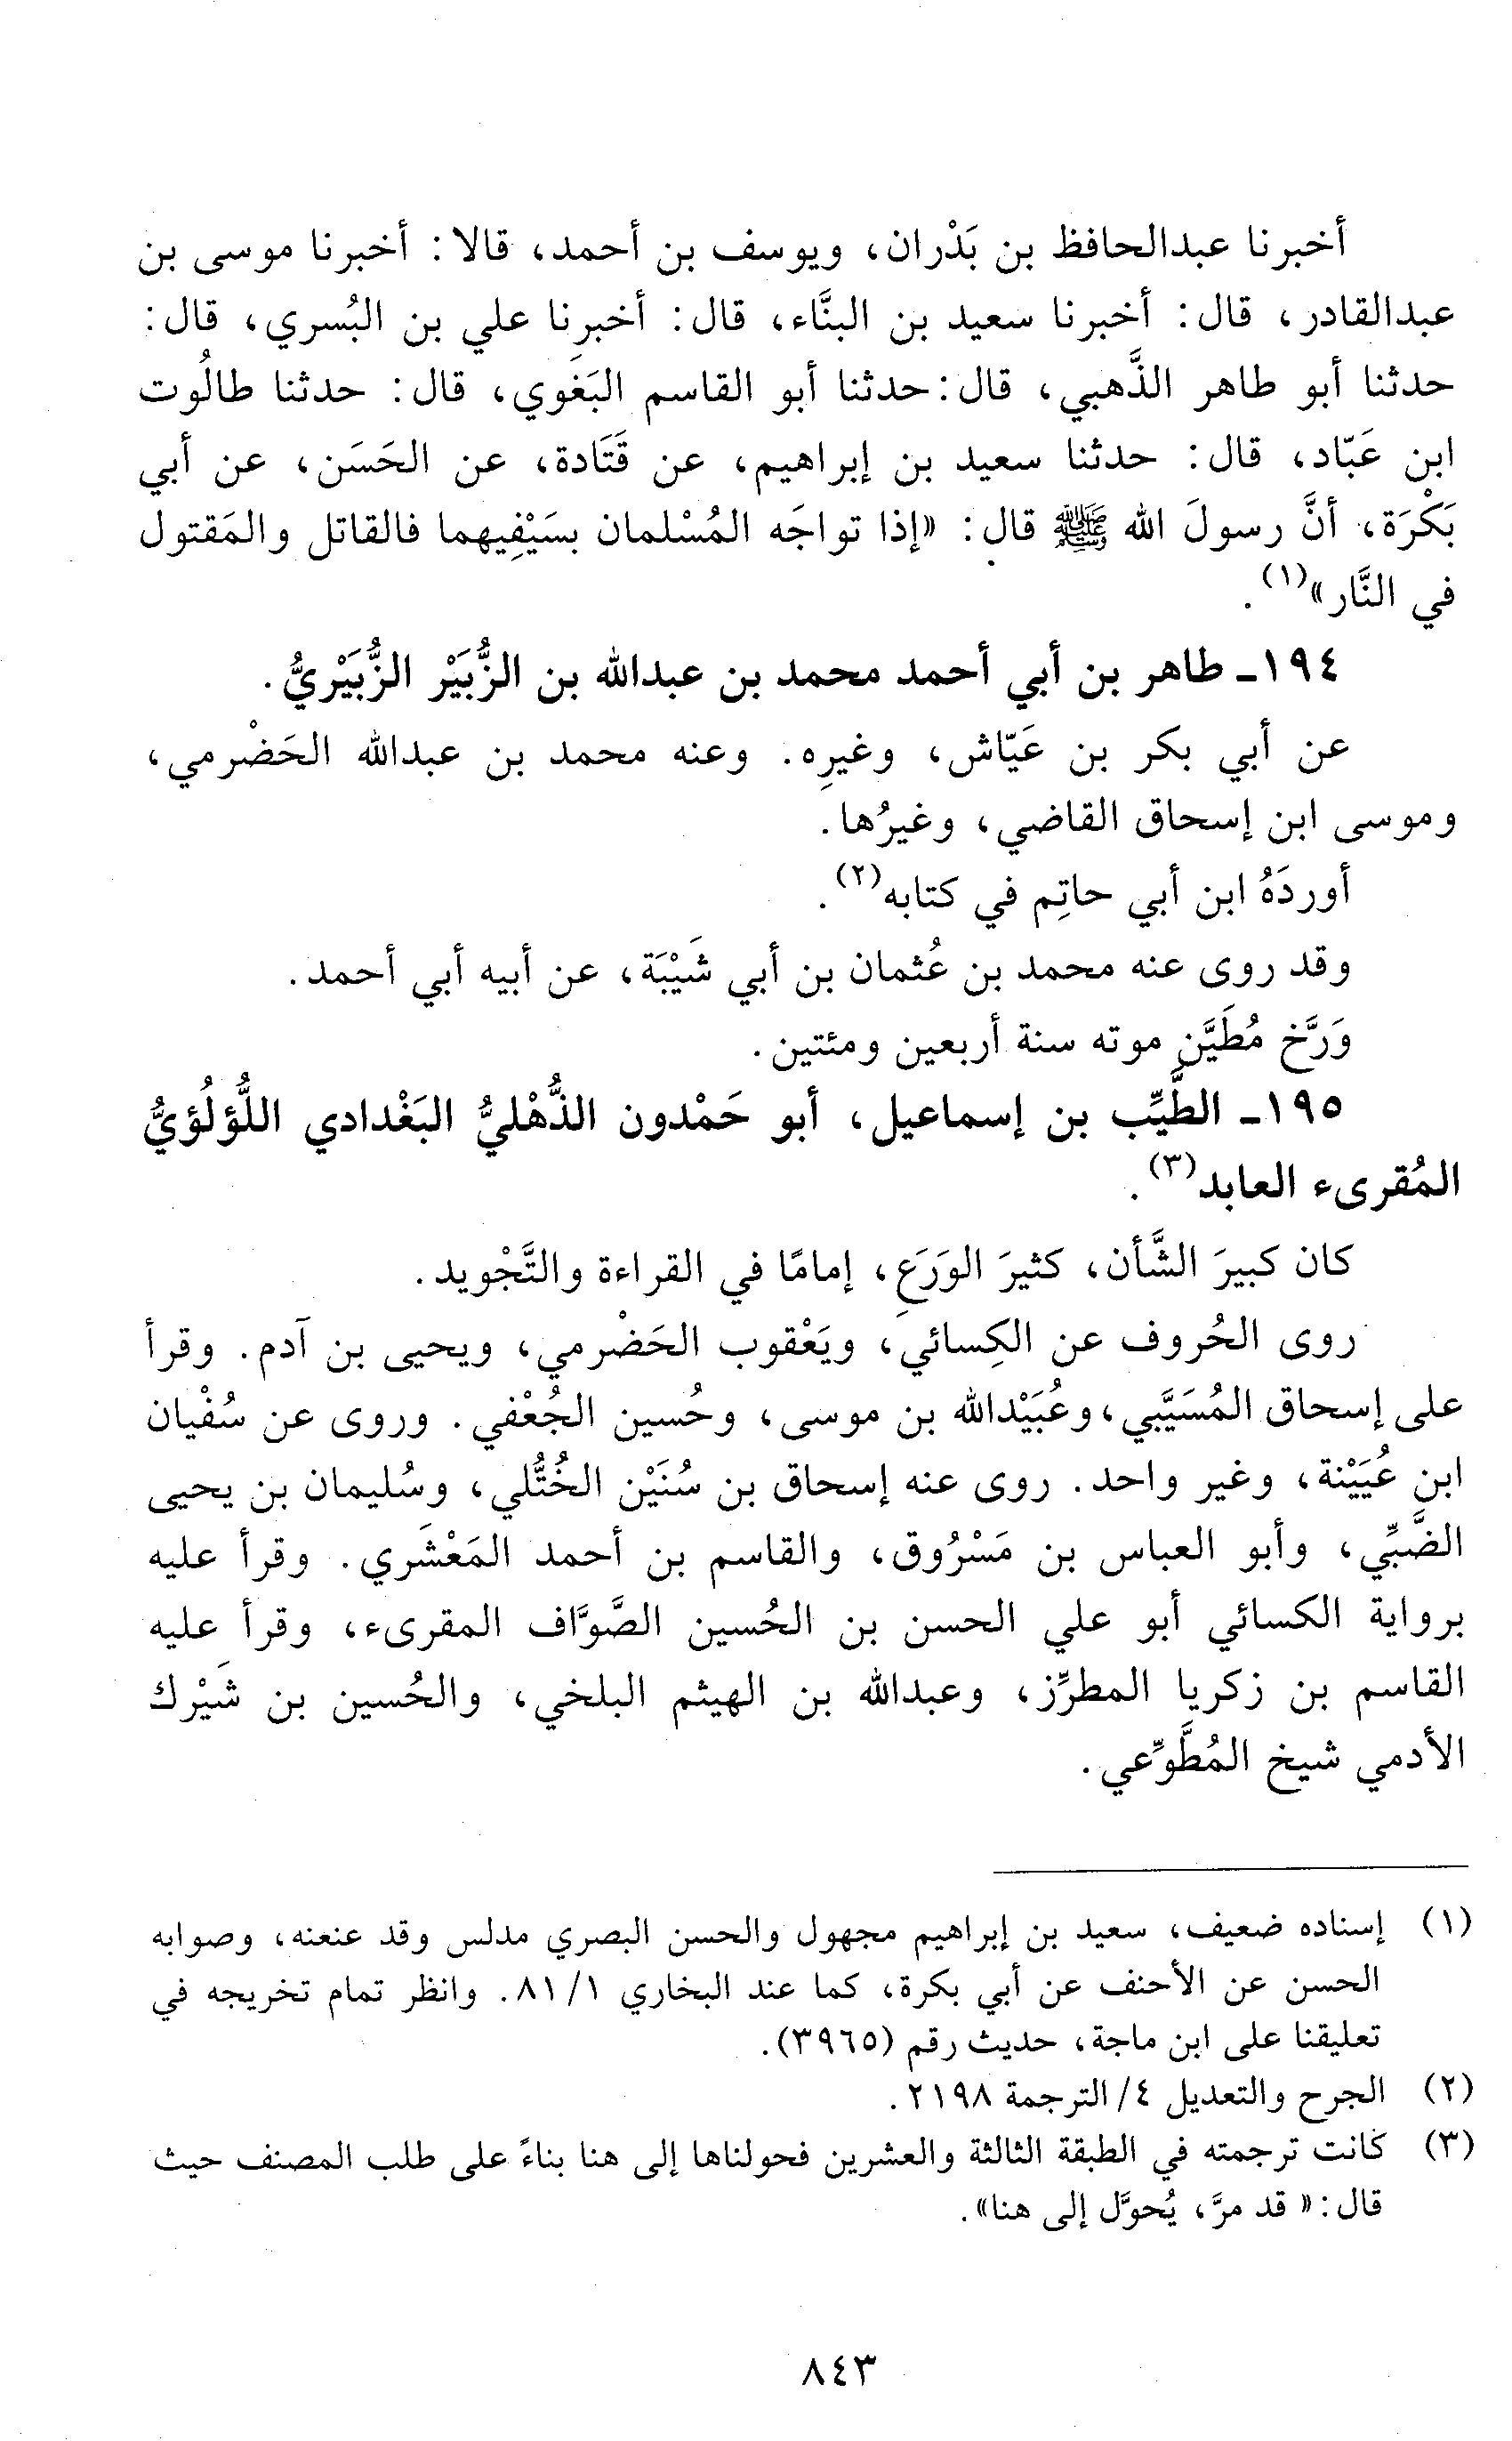 أخبرنا عبدالحافظ بن بَدْران، ويوسف بن أحمد، قالا: أخبرنا موسى بن
عبدالقادر، قال: أخبرنا سعيد بن البنَّاء، قال: أخبرنا علي بن البُسري، قال:
حدثنا أبو طاهر الذَّهبي، قال: حدثنا أبو القاسم البَغَوي، قال: حدثنا طالُوت
ابن عَبّاد، قال: حدثنا سعيد بن إبراهيم، عن قَتَادة، عن الحَسَن، عن أبي
بَكْرَة، أنَّ رسولَ الله ﷺ قال: «إذا تواجَه المُسْلمان بسَيْفِيهما فالقاتل والمَقتول
في النَّار»(١).
١٩٤- طاهر بن أبي أحمد محمد بن عبدالله بن الزُّبَيْر الزُّبَيْريُّ.
عن أبي بكر بن عَيّاش، وغيرِه. وعنه محمد بن عبدالله الحَضْرمي،
وموسى ابن إسحاق القاضي، وغيرُها.
أوردَهُ ابن أبي حاتِم في كتابه(٢).
وقد روى عنه محمد بن عُثمان بن أبي شَيْبَة، عن أبيه أبي أحمد.
وَرَّخ مُطَيَّن موته سنة أربعين ومئتين.
١٩٥- الطَّيِّب بن إسماعيل، أبو حَمْدون الذُّهْليُّ البَغْدادي اللُّؤلُؤيُّ
المُقرىء العابد(٣).
كان كبيرَ الشَّأن، كثيرَ الوَرَعِ، إمامًا في القراءة والتَّجْويد.
روى الحُروف عن الكِسائي، ويَعْقوب الحَضْرمي، ويحيى بن آدم. وقرأ
على إسحاق المُسَيَّبي، وعُبَيْدالله بن موسى، وحُسين الجُعْفي. وروى عن سُفْيان
ابن عُيَيْنة، وغير واحد. روى عنه إسحاق بن سُنَيْن الخُتُّلي، وسُليمان بن يحيى
الضَّبِّي، وأبو العباس بن مَسْرُوق، والقاسم بن أحمد المَعْشَري. وقرأ عليه
برواية الكسائي أبو علي الحسن بن الحُسين الصَّوَّاف المقرىء، وقرأ عليه
القاسم بن زكريا المطرِّز، وعبدالله بن الهيثم البلخي، والحُسين بن شَيْرك
الأدمي شيخ المُطَّوِّعي.
(١) إسناده ضعيف، سعيد بن إبراهيم مجهول والحسن البصري مدلس وقد عنعنه، وصوابه
الحسن عن الأحنف عن أبي بكرة، كما عند البخاري ١/ ٨١. وانظر تمام تخريجه في
تعليقنا على ابن ماجة، حديث رقم (٣٩٦٥).
(٢) الجرح والتعديل ٤/ الترجمة ٢١٩٨.
(٣) كانت ترجمته في الطبقة الثالثة والعشرين فحولناها إلى هنا بناءً على طلب المصنف حيث
قال: «قد مرَّ، يُحوَّل إلى هنا».
٨٤٣